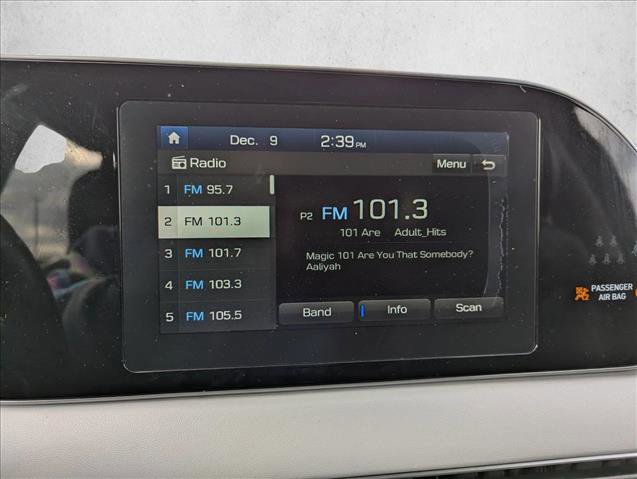 Dec. 9 2:39 PM
Radio Menu
1 FM 95.7
2 FM 101.3
3 FM 101.7
4 FM 103.3
5 FM 105.5
P2 FM 101.3
101 Are Adult_Hits
Magic 101 Are You That Somebody?
Aaliyah
Band Info Scan
PASSENGER
AIR BAG